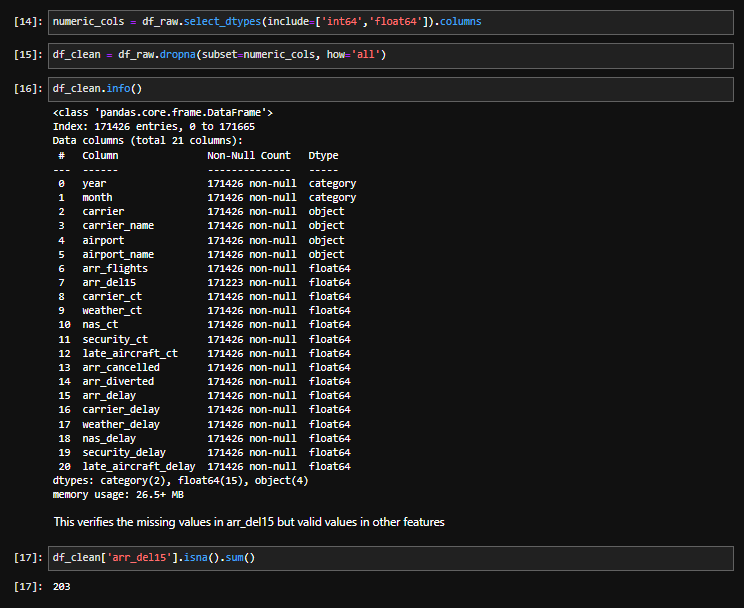 [14]: numeric_cols = df_raw.select_dtypes(include=['int64','float64']).columns
[15]: df_clean = df_raw.dropna(subset=numeric_cols, how='all')
[16]: df_clean.info()
<class 'pandas.core.frame.DataFrame'>
Index: 171426 entries, 0 to 171665
Data columns (total 21 columns):
 #   Column               Non-Null Count   Dtype
---  ------               --------------   -----
 0   year                 171426 non-null  category
 1   month                171426 non-null  category
 2   carrier              171426 non-null  object
 3   carrier_name         171426 non-null  object
 4   airport              171426 non-null  object
 5   airport_name         171426 non-null  object
 6   arr_flights          171426 non-null  float64
 7   arr_del15            171223 non-null  float64
 8   carrier_ct           171426 non-null  float64
 9   weather_ct           171426 non-null  float64
 10  nas_ct               171426 non-null  float64
 11  security_ct          171426 non-null  float64
 12  late_aircraft_ct     171426 non-null  float64
 13  arr_cancelled        171426 non-null  float64
 14  arr_diverted         171426 non-null  float64
 15  arr_delay            171426 non-null  float64
 16  carrier_delay        171426 non-null  float64
 17  weather_delay        171426 non-null  float64
 18  nas_delay            171426 non-null  float64
 19  security_delay       171426 non-null  float64
 20  late_aircraft_delay  171426 non-null  float64
dtypes: category(2), float64(15), object(4)
memory usage: 26.5+ MB
This verifies the missing values in arr_del15 but valid values in other features
[17]: df_clean['arr_del15'].isna().sum()
[17]: 203